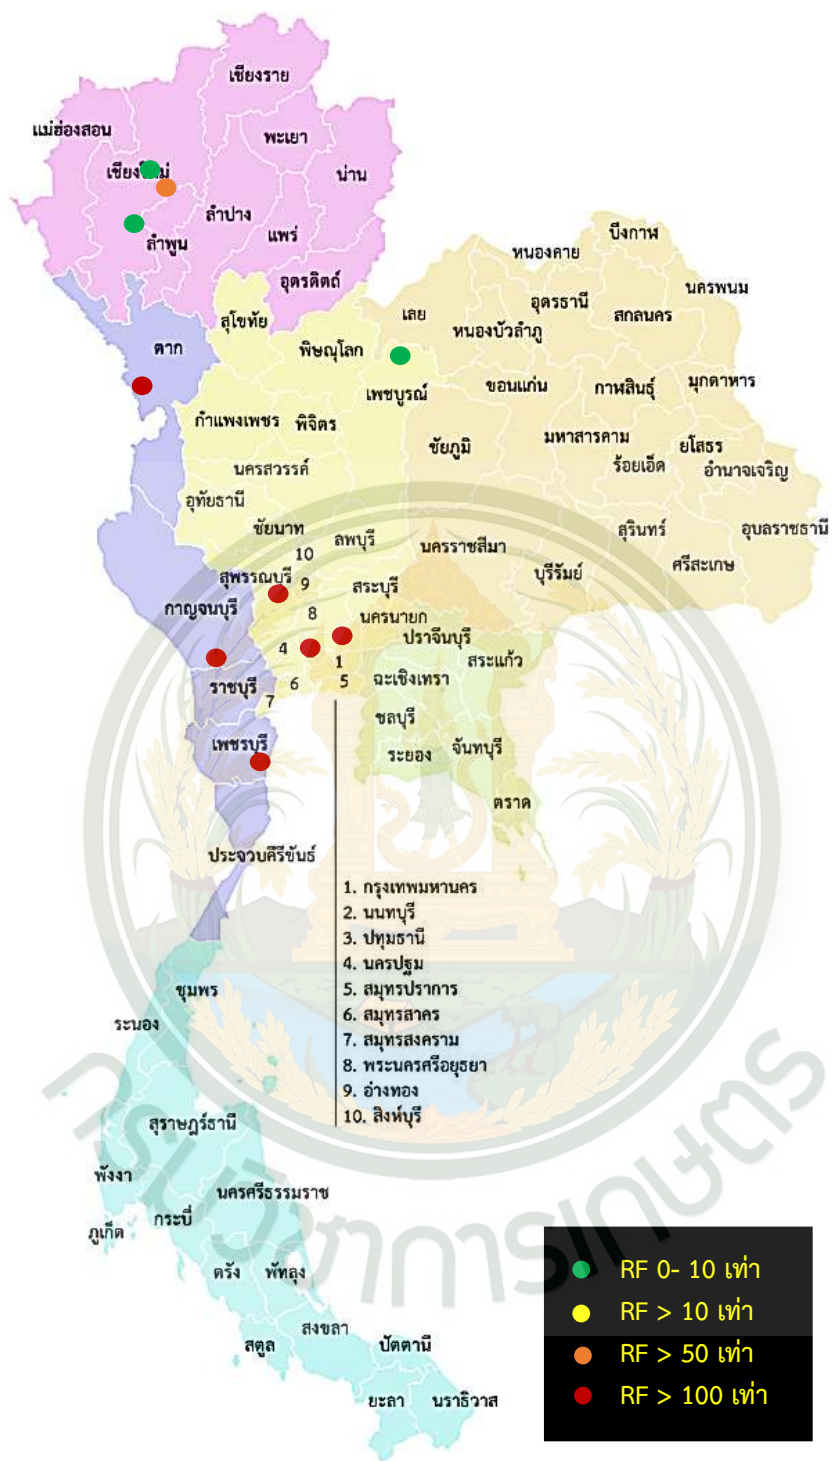 เชียงราย
แม่ฮ่องสอน
พะเยา
เชียงใหม่
น่าน
ลำปาง
แพร่
ลำพูน
อุตรดิตถ์
บึงกาฬ
หนองคาย
นครพนม
อุดรธานี
เลย
สกลนคร
สุโขทัย
หนองบัวลำภู
ตาก
พิษณุโลก
เพชบูรณ์
ขอนแก่น
กาฬสินธุ์
มุกดาหาร
กำแพงเพชร
พิจิตร
ชัยภูมิ
มหาสารคาม
ยโสธร
นครสวรรค์
ร้อยเอ็ด
อำนาจเจริญ
อุทัยธานี
ชัยนาท
ลพบุรี
สุรินทร์
อุบลราชธานี
10
นครราชสีมา
ศรีสะเกษ
สุพรรณบุรี
9
สระบุรี
บุรีรัมย์
กาญจนบุรี
8
นครนายก
ปราจีนบุรี
4
1
สระแก้ว
ราชบุรี
6
5
ฉะเชิงเทรา
7
ชลบุรี
เพชรบุรี
ระยอง
จันทบุรี
ตราด
ประจวบคีรีขันธ์
1. กรุงเทพมหานคร
2. นนทบุรี
3. ปทุมธานี
4. นครปฐม
5. สมุทรปราการ
6. สมุทรสาคร
7. สมุทรสงคราม
8. พระนครศรีอยุธยา
9. อ่างทอง
10. สิงห์บุรี
ชุมพร
ระนอง
สุราษฎร์ธานี
พังงา
นครศรีธรรมราช
กระบี่
ภูเก็ต
ตรัง
พัทลุง
สงขลา
สตูล
ปัตตานี
ยะลา
นราธิวาส
กรมวิชาการเกษตร
RF 0- 10 เท่า
RF > 10 เท่า
RF > 50 เท่า
RF > 100 เท่า